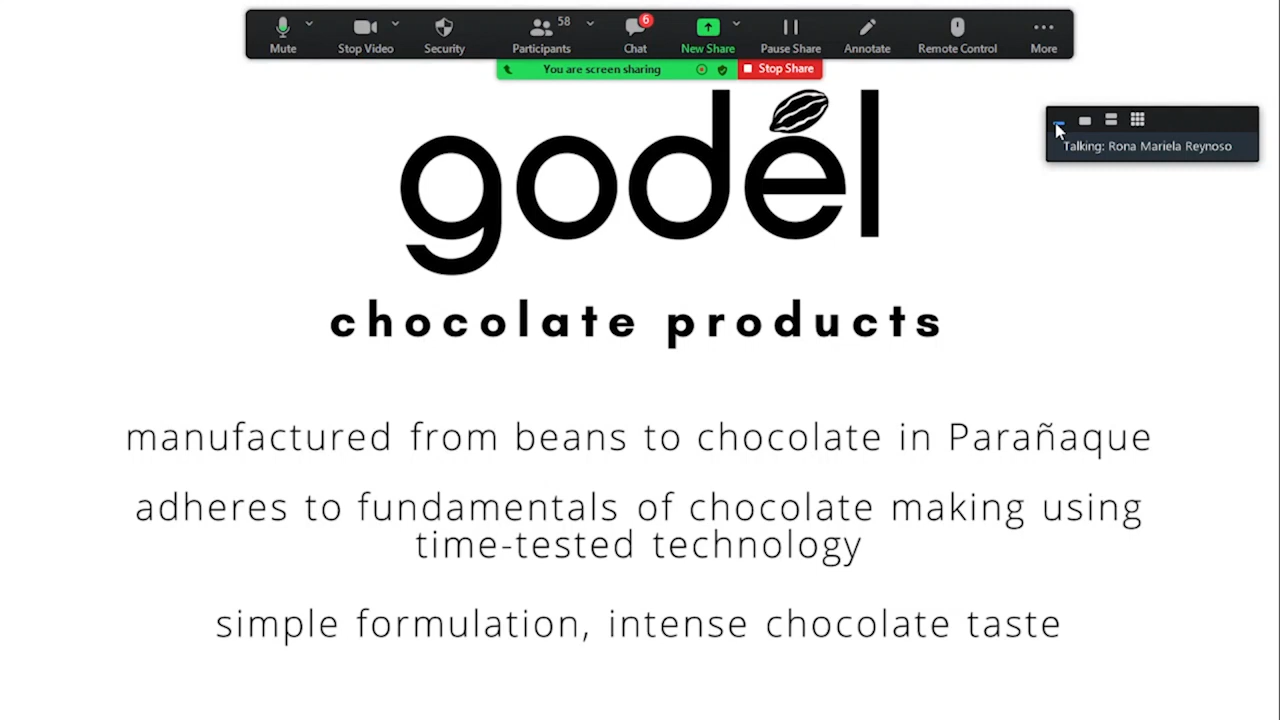 58
6
Mute
Stop Video
Security
Participants
Chat
New Share
Pause Share
Annotate
Remote Control
More
You are screen sharing
Stop Share
Talking: Rona Mariela Reynoso
godél
chocolate products
manufactured from beans to chocolate in Parañaque
adheres to fundamentals of chocolate making using
time-tested technology
simple formulation, intense chocolate taste